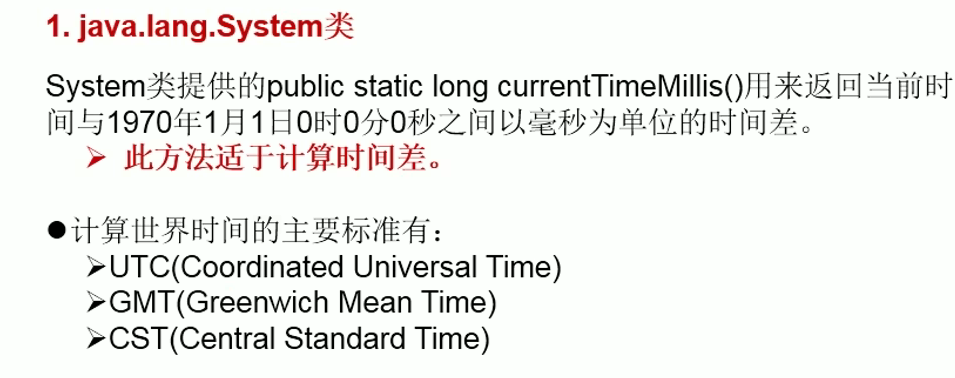 1. java.lang.System类
System类提供的public static long currentTimeMillis()用来返回当前时
间与1970年1月1日0时0分0秒之间以毫秒为单位的时间差。
➢ 此方法适于计算时间差。
●计算世界时间的主要标准有：
➢UTC(Coordinated Universal Time)
➢GMT(Greenwich Mean Time)
➢CST(Central Standard Time)